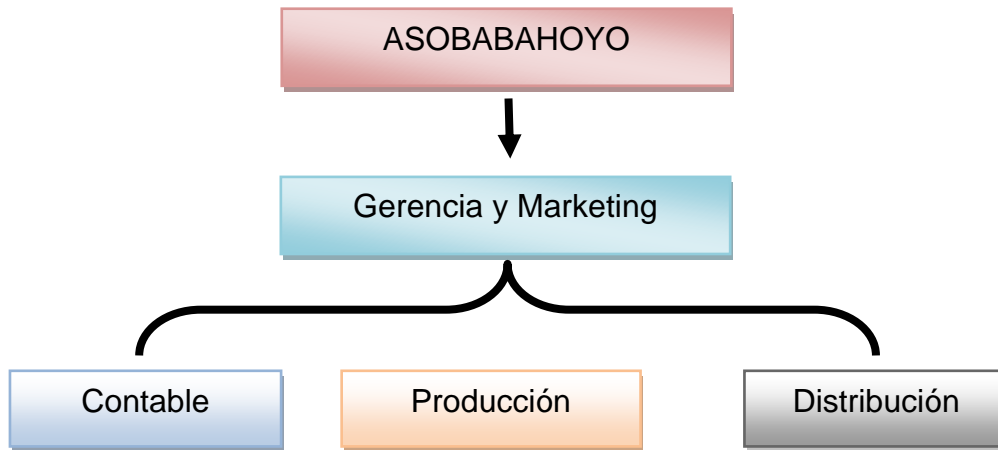 ASOBABAHOYO
Gerencia y Marketing
Contable
Producción
Distribución